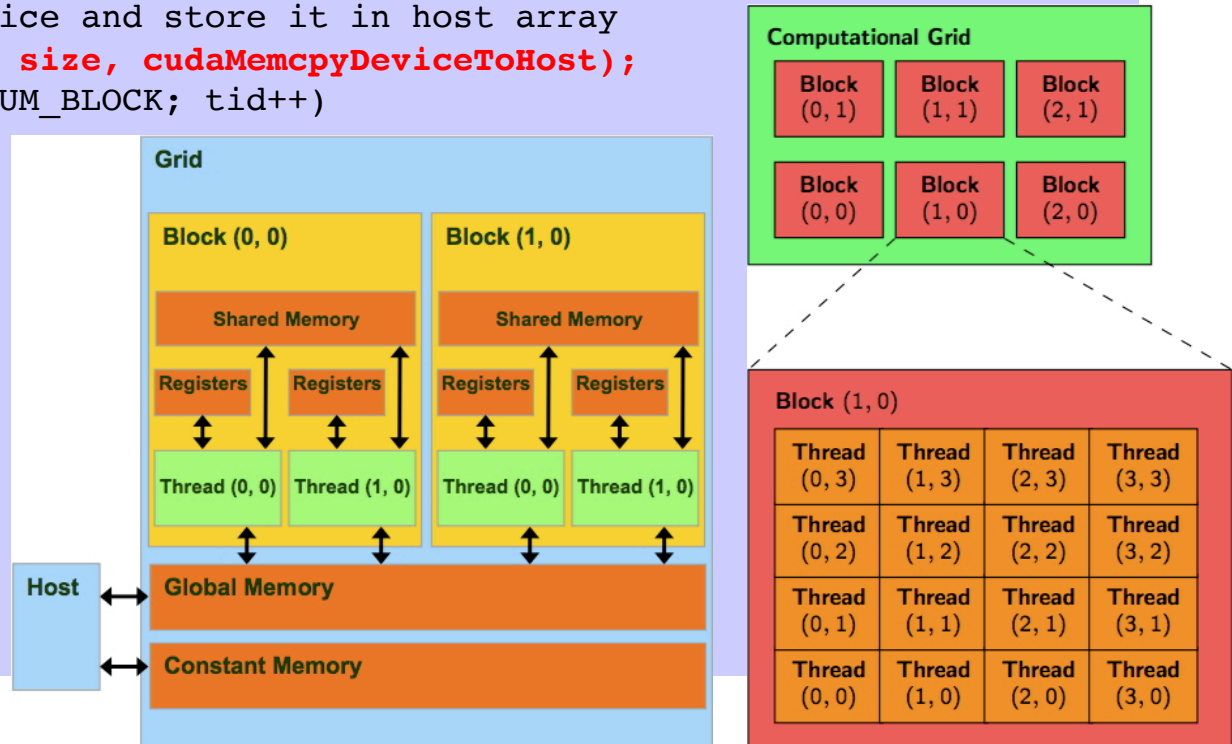 ice and store it in host array
size, cudaMemcpyDeviceToHost);
UM_BLOCK; tid++)
Grid
Block (0, 0)
Block (1, 0)
Shared Memory
Shared Memory
Registers
Registers
Registers
Registers
Thread (0, 0)
Thread (1, 0)
Thread (0, 0)
Thread (1, 0)
Host
Global Memory
Constant Memory
Computational Grid
Block
(0, 1)
Block
(1, 1)
Block
(2, 1)
Block
(0, 0)
Block
(1, 0)
Block
(2, 0)
Block (1, 0)
Thread
(0, 3)
Thread
(1, 3)
Thread
(2, 3)
Thread
(3, 3)
Thread
(0, 2)
Thread
(1, 2)
Thread
(2, 2)
Thread
(3, 2)
Thread
(0, 1)
Thread
(1, 1)
Thread
(2, 1)
Thread
(3, 1)
Thread
(0, 0)
Thread
(1, 0)
Thread
(2, 0)
Thread
(3, 0)